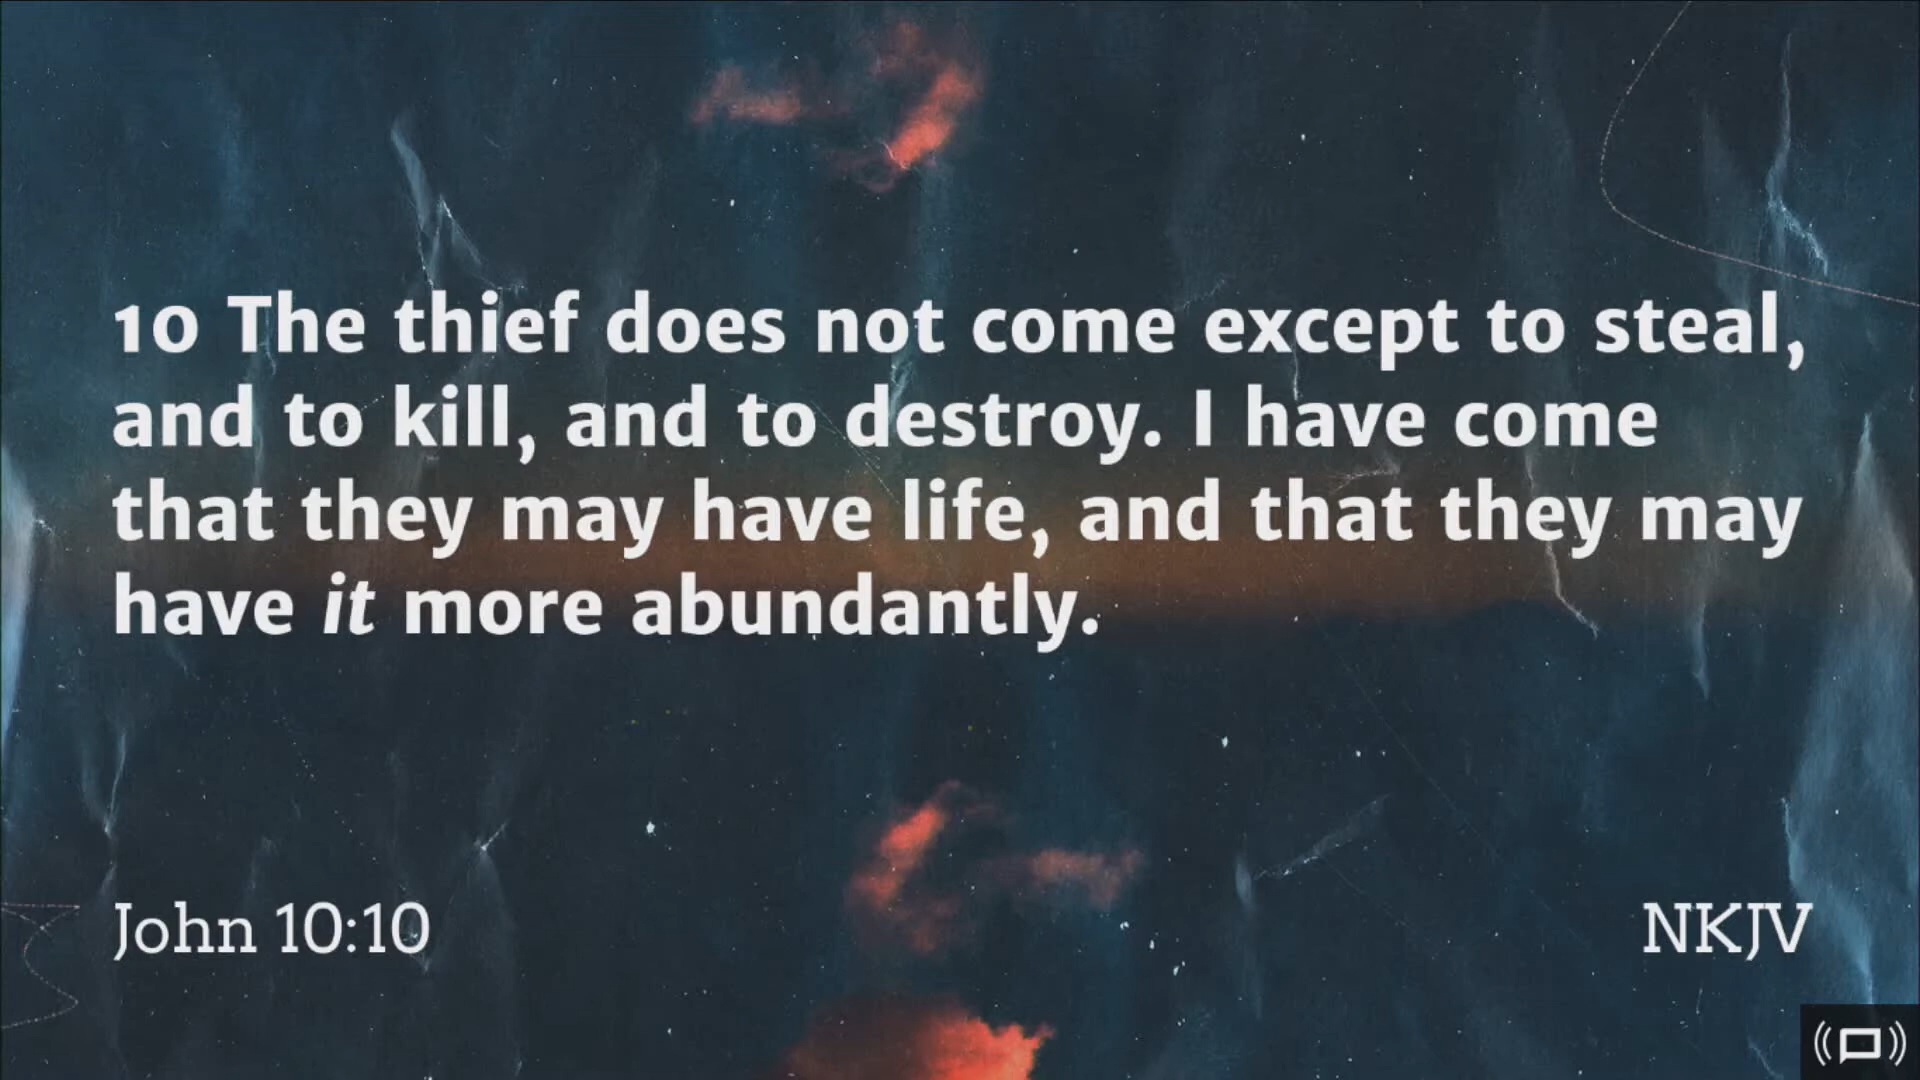 10 The thief does not come except to steal,
and to kill, and to destroy. I have come
that they may have life, and that they may
have it more abundantly.
John 10:10
NKJV